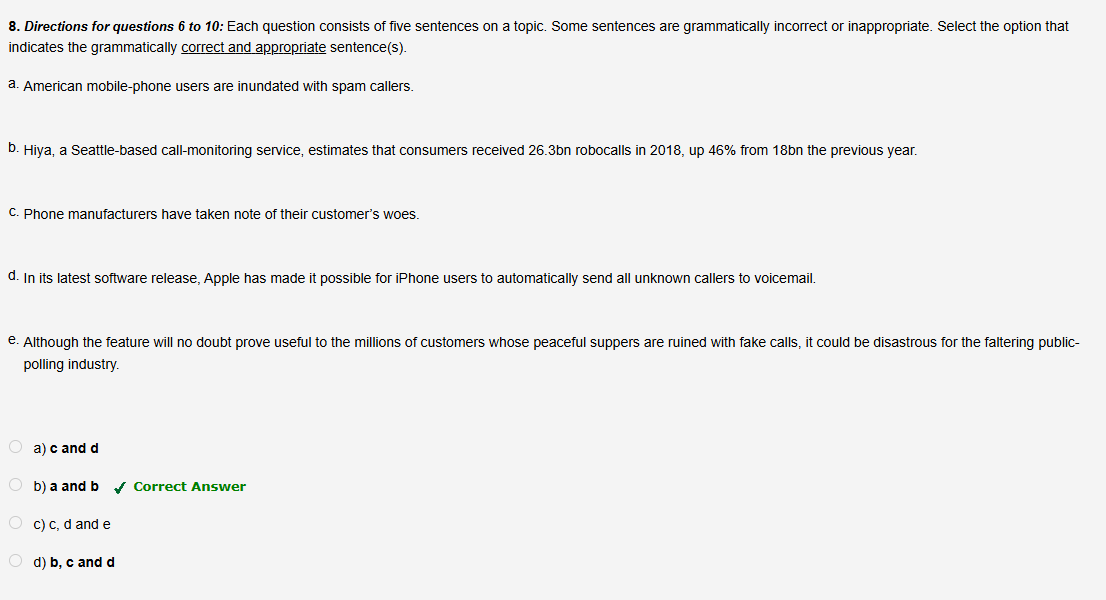 8. Directions for questions 6 to 10: Each question consists of five sentences on a topic. Some sentences are grammatically incorrect or inappropriate. Select the option that
indicates the grammatically correct and appropriate sentence(s).
a. American mobile-phone users are inundated with spam callers.
b. Hiya, a Seattle-based call-monitoring service, estimates that consumers received 26.3bn robocalls in 2018, up 46% from 18bn the previous year.
c. Phone manufacturers have taken note of their customer's woes.
d. In its latest software release, Apple has made it possible for iPhone users to automatically send all unknown callers to voicemail.
e. Although the feature will no doubt prove useful to the millions of customers whose peaceful suppers are ruined with fake calls, it could be disastrous for the faltering public-
polling industry.
a) c and d
b) a and b ✓ Correct Answer
c) c, d and e
d) b, c and d